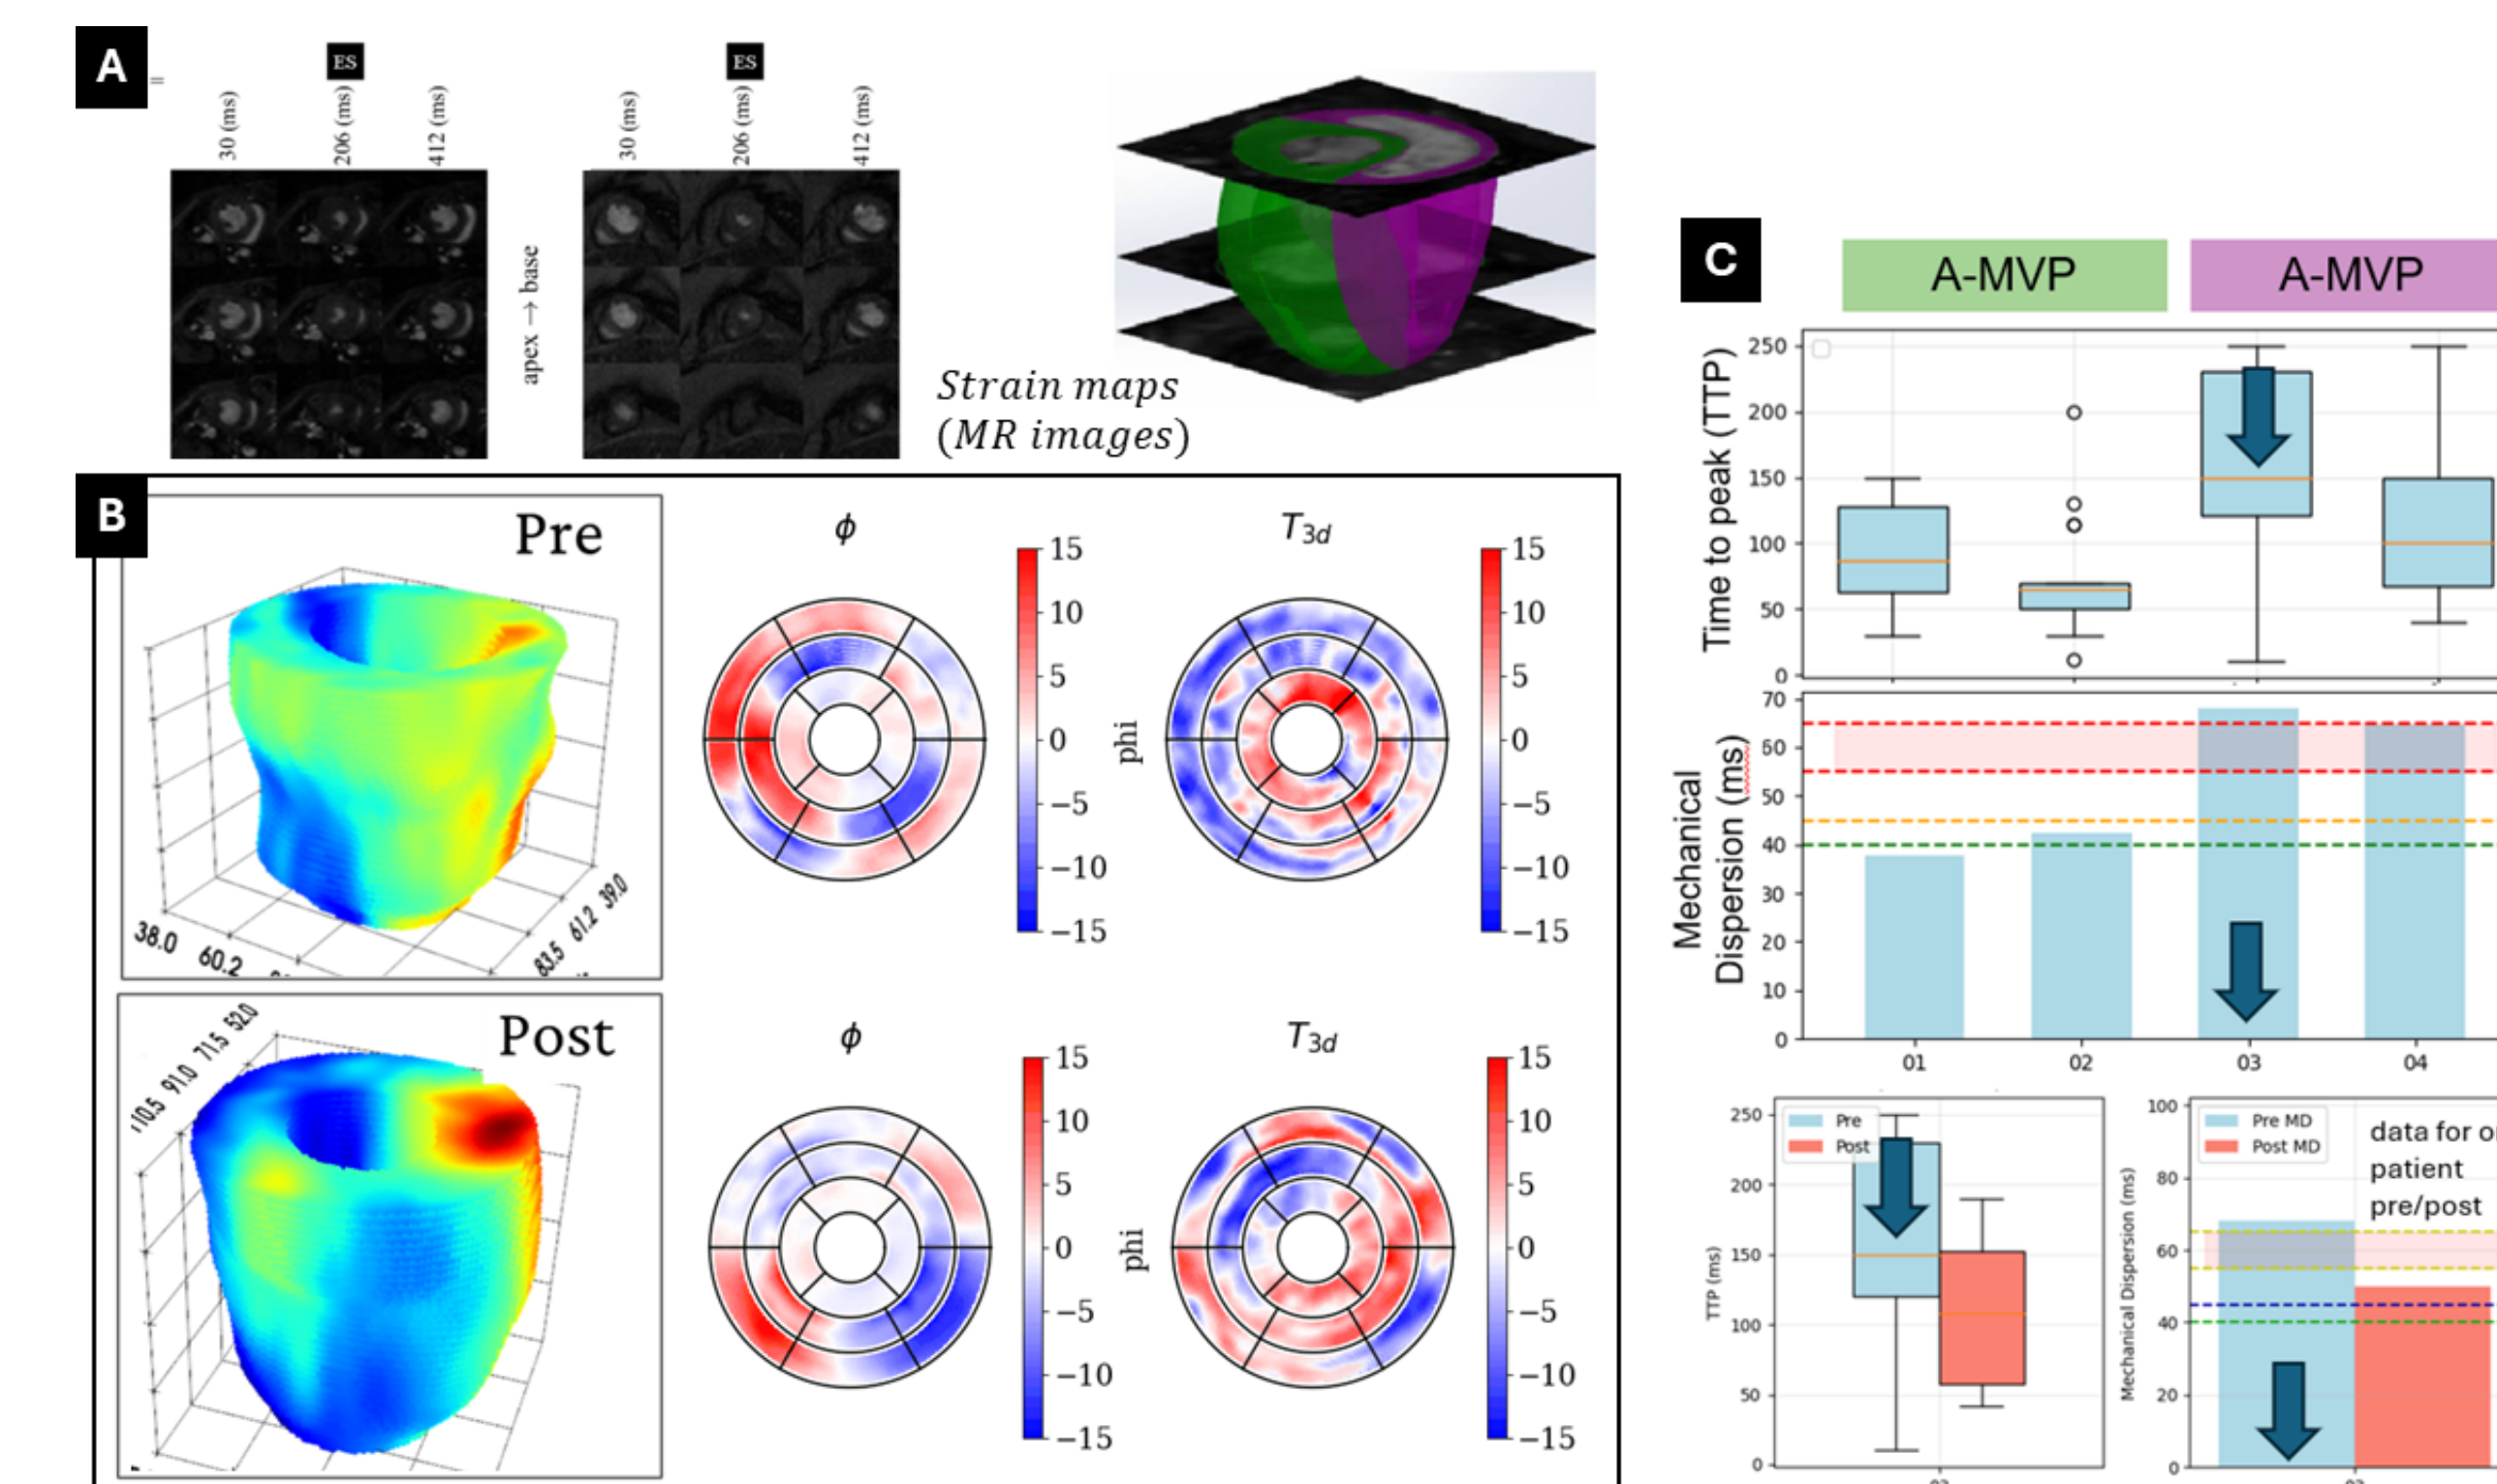 A
=
ES
ES
30 (ms)
206 (ms)
412 (ms)
30 (ms)
206 (ms)
412 (ms)
apex → base
Strain maps
(MR images)
B
Pre
38.0
60.2
83.5
61.2
39.0
ϕ
15
10
5
0
−5
−10
−15
phi
T3d
15
10
5
0
−5
−10
−15
Post
110.5
91.0
71.5
52.0
ϕ
15
10
5
0
−5
−10
−15
phi
T3d
15
10
5
0
−5
−10
−15
C
A-MVP
A-MVP
Time to peak (TTP)
250
200
150
100
50
0
Mechanical
Dispersion (ms)
70
60
50
40
30
20
10
0
01
02
03
04
TTP (ms)
250
200
150
100
50
0
Pre
Post
Mechanical Dispersion (ms)
100
80
60
40
20
0
Pre MD
Post MD
data for
patient
pre/post